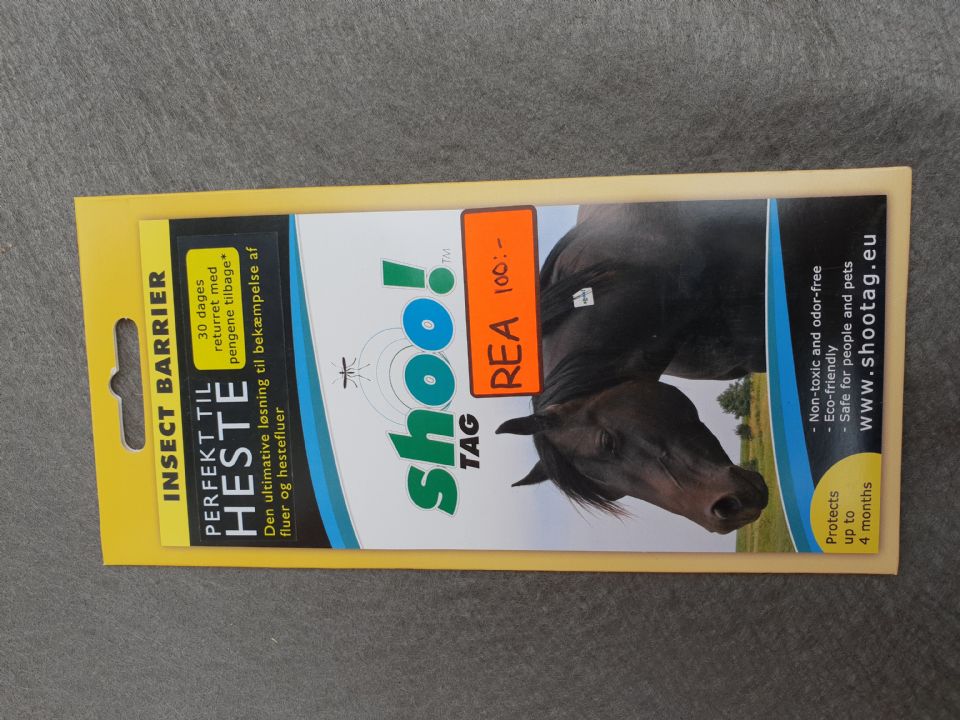 INSECT BARRIER
PERFEKT TIL
HESTE
30 dages
returret med
pengene tilbage*
Den ultimative løsning til bekæmpelse af
fluer og hestefluer
shoo!™
TAG
REA 100:-
Protects
up to
4 months
- Non-toxic and odor-free
- Eco-friendly
- Safe for people and pets
www.shootag.eu